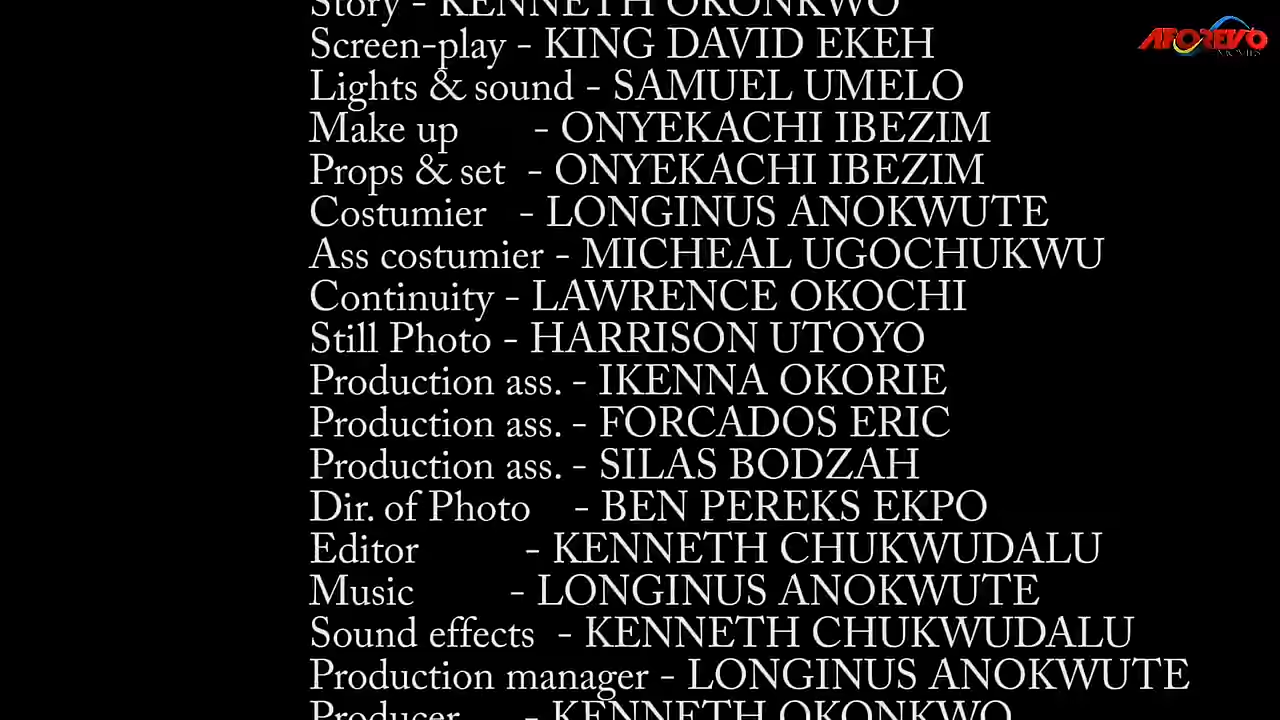 Story - KENNETH OKONKWO
Screen-play - KING DAVID EKEH
Lights & sound - SAMUEL UMELO
Make up - ONYEKACHI IBEZIM
Props & set - ONYEKACHI IBEZIM
Costumier - LONGINUS ANOKWUTE
Ass costumier - MICHEAL UGOCHUKWU
Continuity - LAWRENCE OKOCHI
Still Photo - HARRISON UTOYO
Production ass. - IKENNA OKORIE
Production ass. - FORCADOS ERIC
Production ass. - SILAS BODZAH
Dir. of Photo - BEN PEREKS EKPO
Editor - KENNETH CHUKWUDALU
Music - LONGINUS ANOKWUTE
Sound effects - KENNETH CHUKWUDALU
Production manager - LONGINUS ANOKWUTE
Producer - KENNETH OKONKWO
AFOREVO